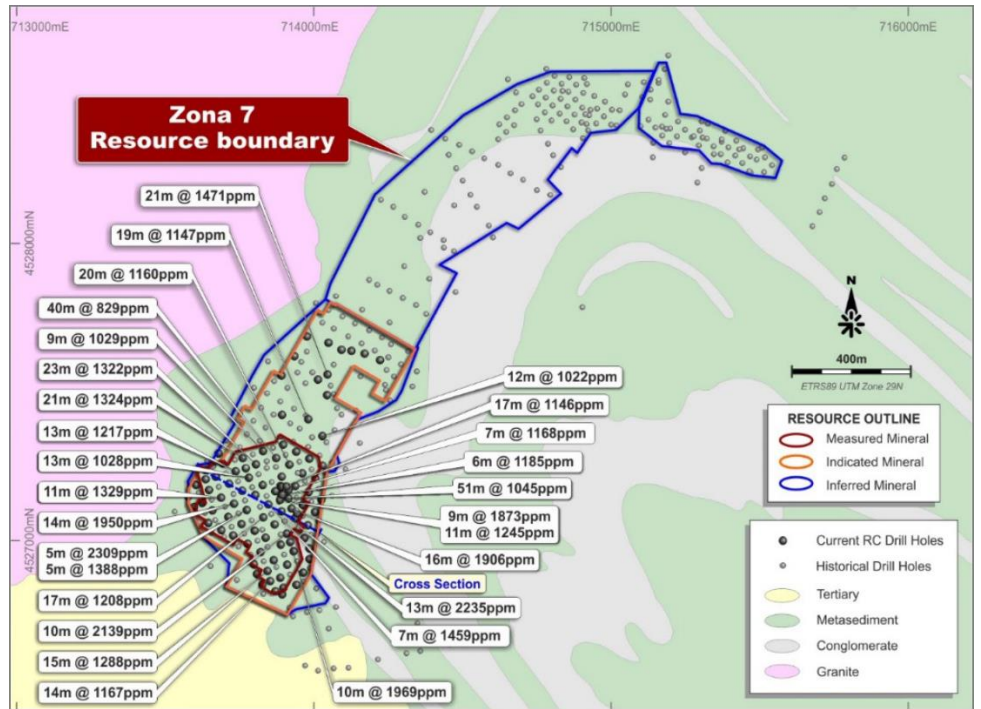 713000mE
714000mE
715000mE
716000mE
Zona 7
Resource boundary
4528000mN
4527000mN
21m @ 1471ppm
19m @ 1147ppm
20m @ 1160ppm
40m @ 829ppm
9m @ 1029ppm
23m @ 1322ppm
21m @ 1324ppm
13m @ 1217ppm
13m @ 1028ppm
11m @ 1329ppm
14m @ 1950ppm
5m @ 2309ppm
5m @ 1388ppm
17m @ 1208ppm
10m @ 2139ppm
15m @ 1288ppm
14m @ 1167ppm
12m @ 1022ppm
17m @ 1146ppm
7m @ 1168ppm
6m @ 1185ppm
51m @ 1045ppm
9m @ 1873ppm
11m @ 1245ppm
16m @ 1906ppm
Cross Section
13m @ 2235ppm
7m @ 1459ppm
10m @ 1969ppm
N
400m
ETRS89 UTM Zone 29N
RESOURCE OUTLINE
Measured Mineral
Indicated Mineral
Inferred Mineral
Current RC Drill Holes
Historical Drill Holes
Tertiary
Metasediment
Conglomerate
Granite